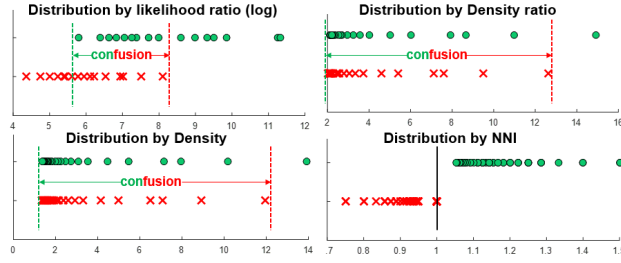 Distribution by likelihood ratio (log)
confusion
4 5 6 7 8 9 10 11 12
Distribution by Density ratio
confusion
2 4 6 8 10 12 14 16
Distribution by Density
confusion
0 2 4 6 8 10 12 14
Distribution by NNI
.7 0.8 0.9 1 1.1 1.2 1.3 1.4 1.5